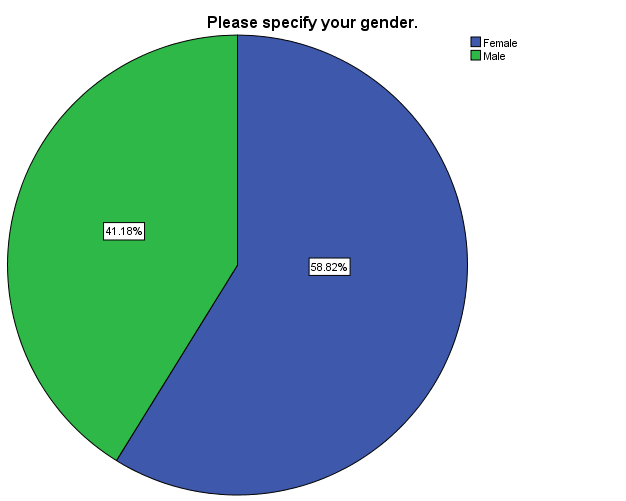 Please specify your gender.
Female
Male
41.18%
58.82%